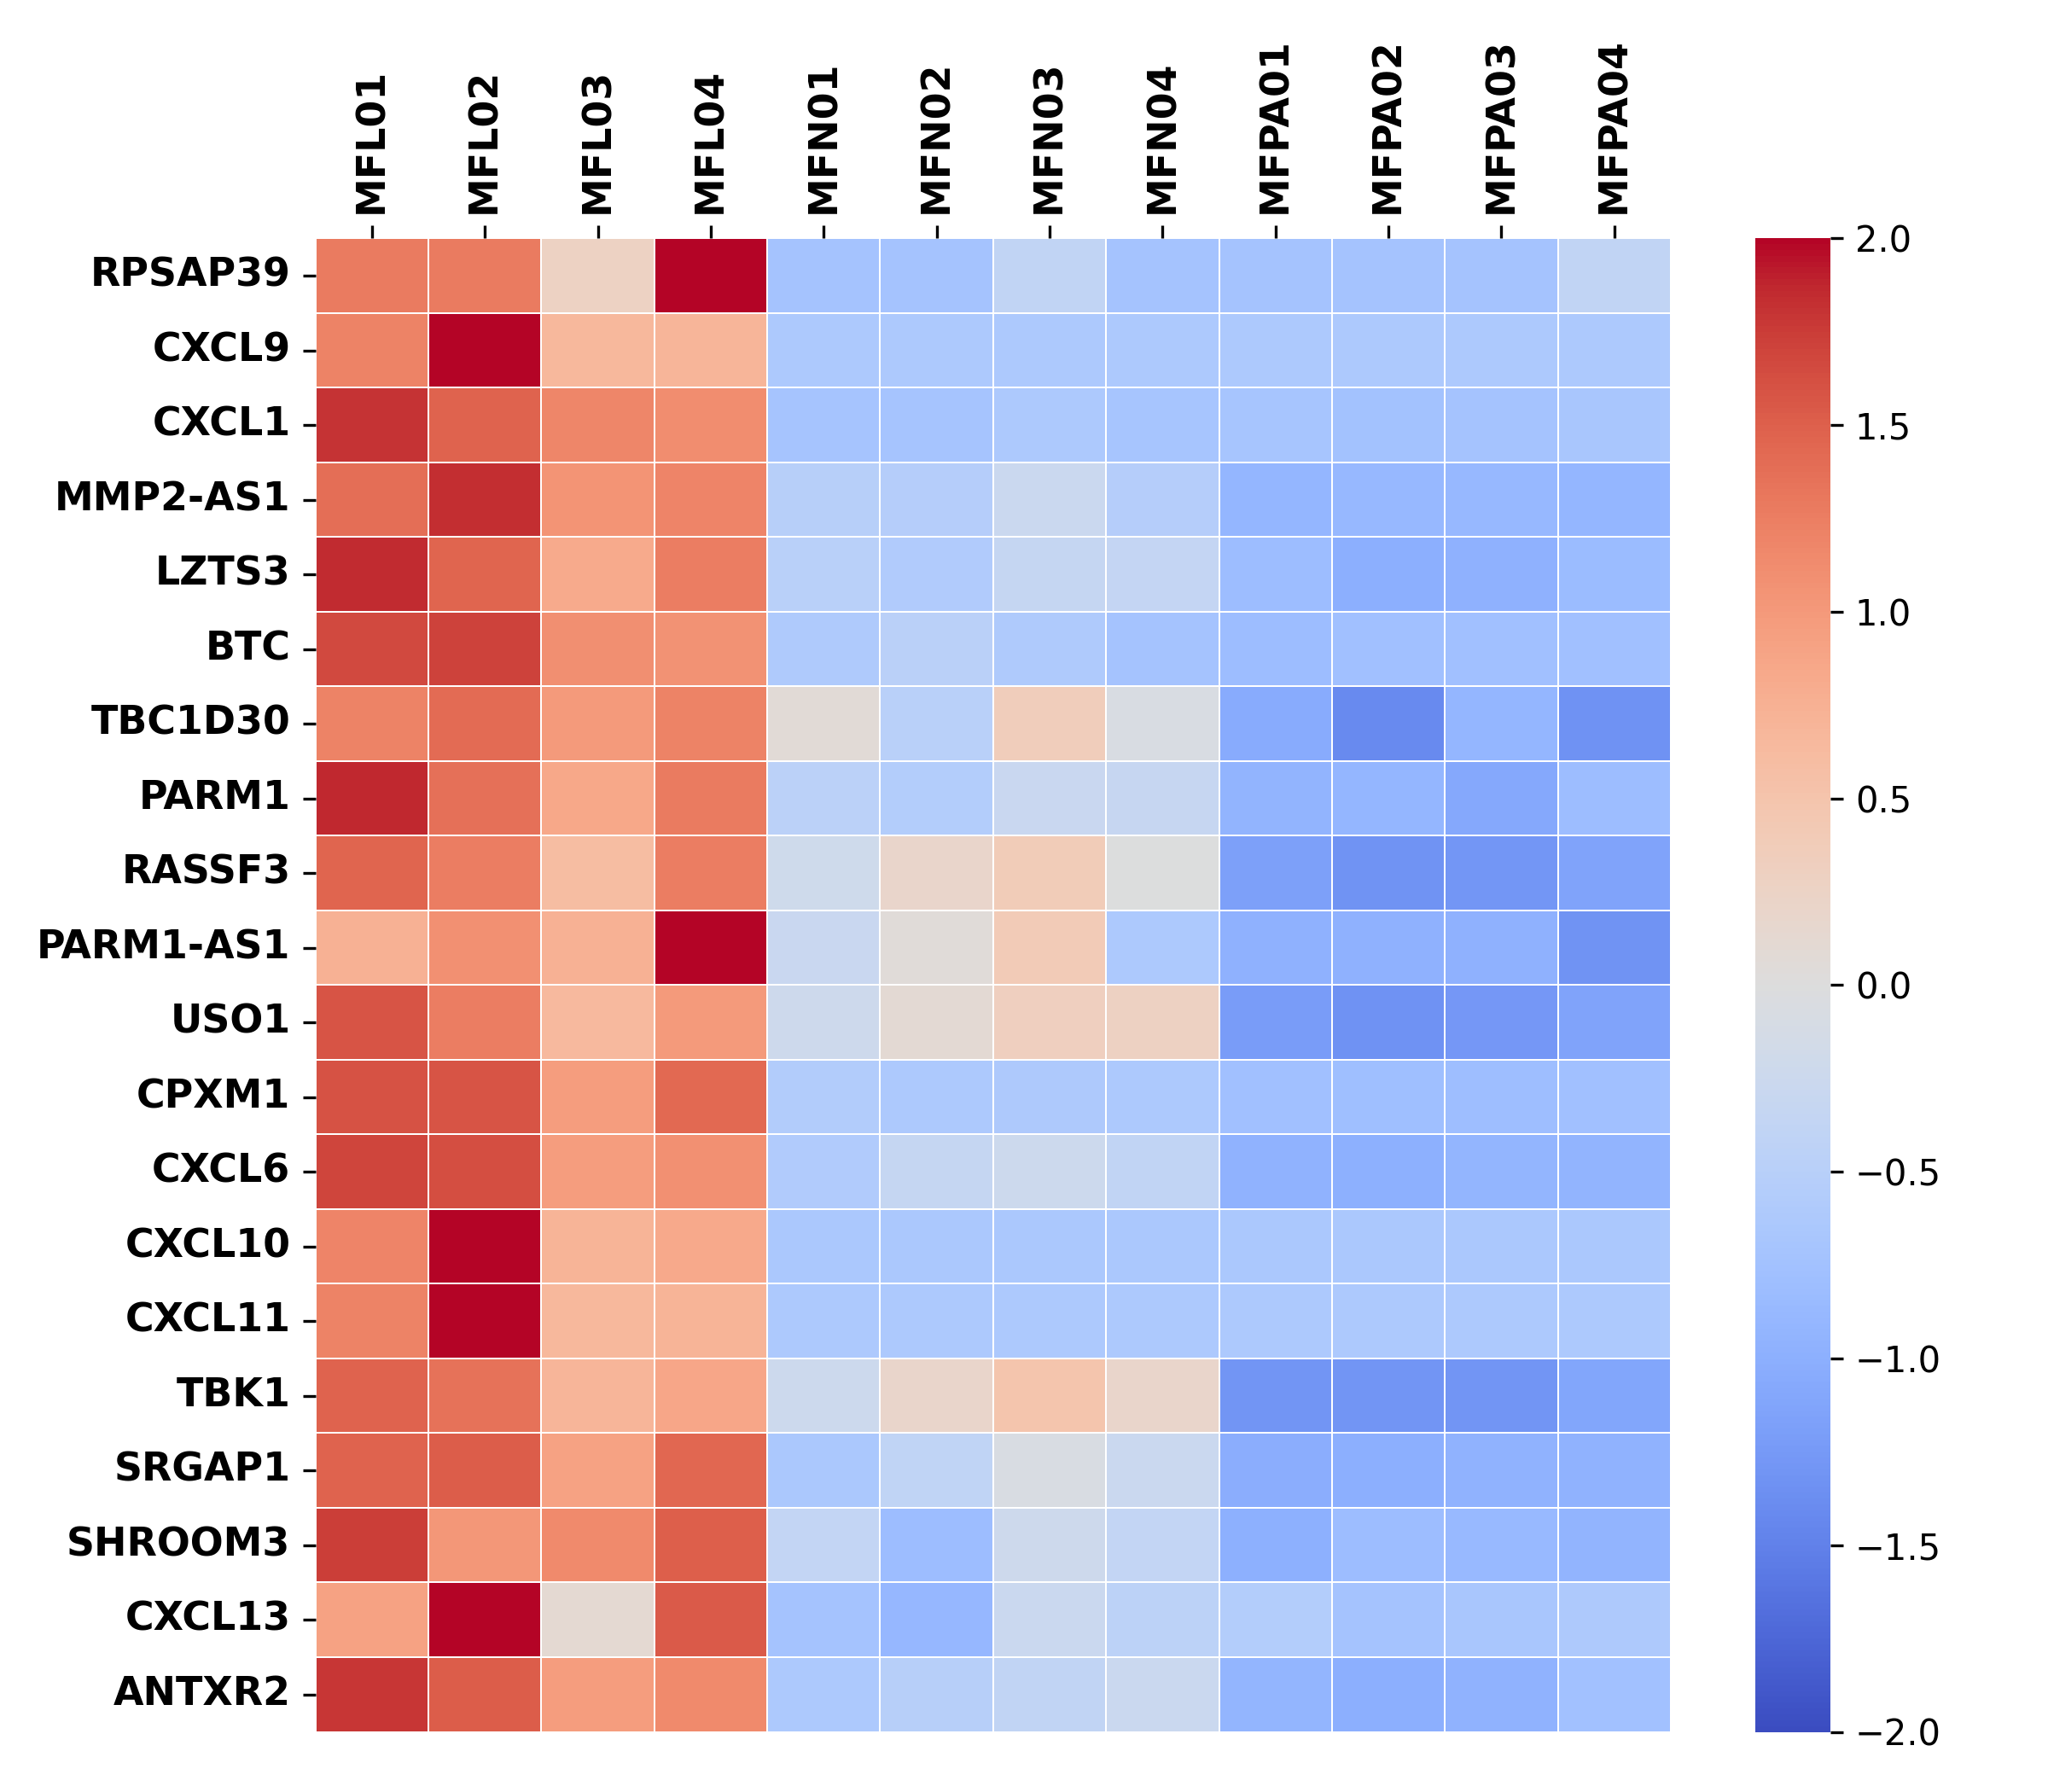 MFL01
MFL02
MFL03
MFL04
MFN01
MFN02
MFN03
MFN04
MFPA01
MFPA02
MFPA03
MFPA04
RPSAP39
CXCL9
CXCL1
MMP2-AS1
LZTS3
BTC
TBC1D30
PARM1
RASSF3
PARM1-AS1
USO1
CPXM1
CXCL6
CXCL10
CXCL11
TBK1
SRGAP1
SHROOM3
CXCL13
ANTXR2
2.0
1.5
1.0
0.5
0.0
−0.5
−1.0
−1.5
−2.0